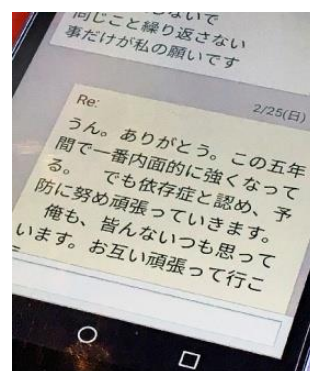 しないで
同じこと繰り返さない
事だけが私の願いです
Re:
2/25(日)
うん。ありがとう。この五年
間で一番内面的に強くなって
る。 でも依存症と認め、予
防に努め頑張っていきます。
俺も、皆んないつも思って
います。お互い頑張って行こ